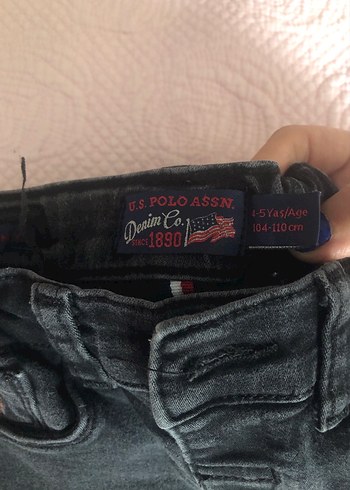 U.S. POLO ASSN.
Denim Co.
SINCE 1890
4-5 Yaş/Age
104-110 cm